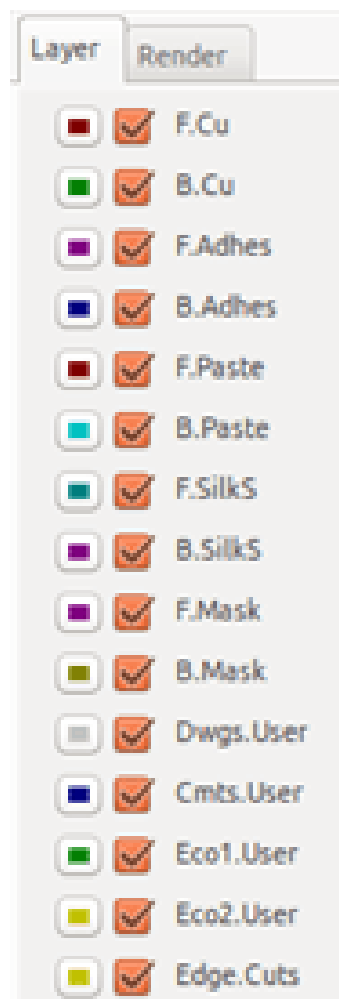 Layer Render
F.Cu
B.Cu
F.Adhes
B.Adhes
F.Paste
B.Paste
F.SilkS
B.SilkS
F.Mask
B.Mask
Dwgs.User
Cmts.User
Eco1.User
Eco2.User
Edge.Cuts